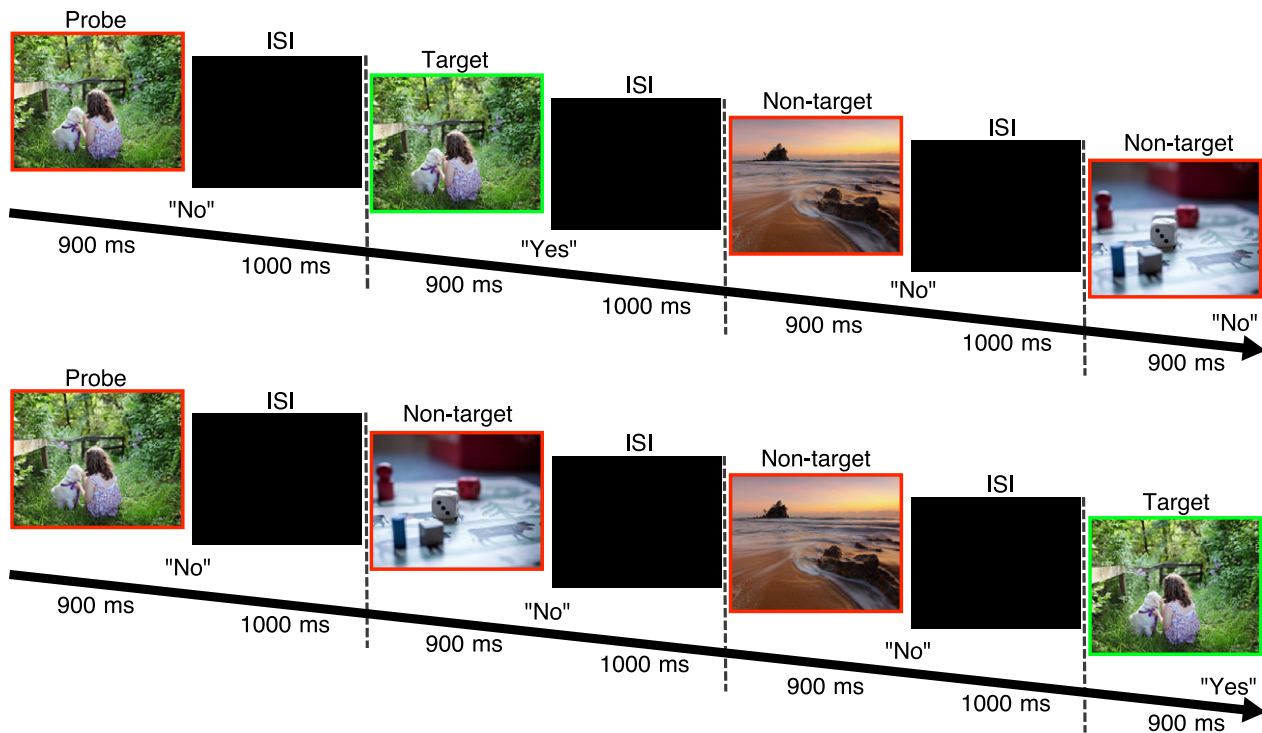 Probe
ISI
Target
ISI
Non-target
ISI
Non-target
"No"
"Yes"
"No"
"No"
900 ms
1000 ms
900 ms
1000 ms
900 ms
1000 ms
900 ms
Probe
ISI
Non-target
ISI
Non-target
ISI
Target
"No"
"No"
"No"
"Yes"
900 ms
1000 ms
900 ms
1000 ms
900 ms
1000 ms
900 ms